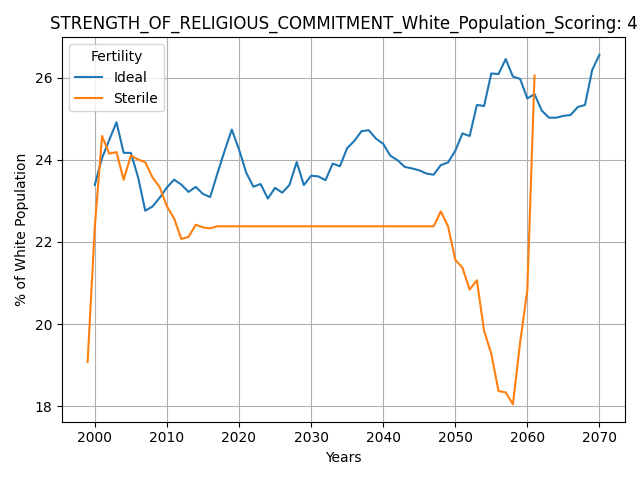 STRENGTH_OF_RELIGIOUS_COMMITMENT_White_Population_Scoring: 4
Fertility
Ideal
Sterile
% of White Population
26
24
22
20
18
2000 2010 2020 2030 2040 2050 2060 2070
Years